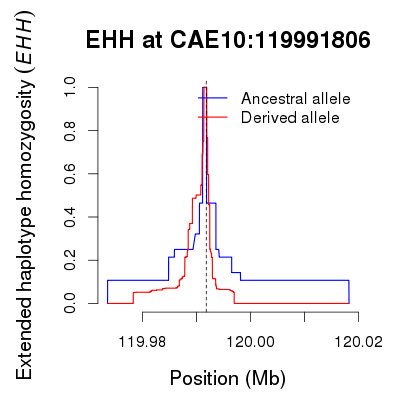 EHH at CAE10:119991806
Extended haplotype homozygosity (EHH)
1.0
0.8
0.6
0.4
0.2
0.0
Ancestral allele
Derived allele
119.98
120.00
120.02
Position (Mb)